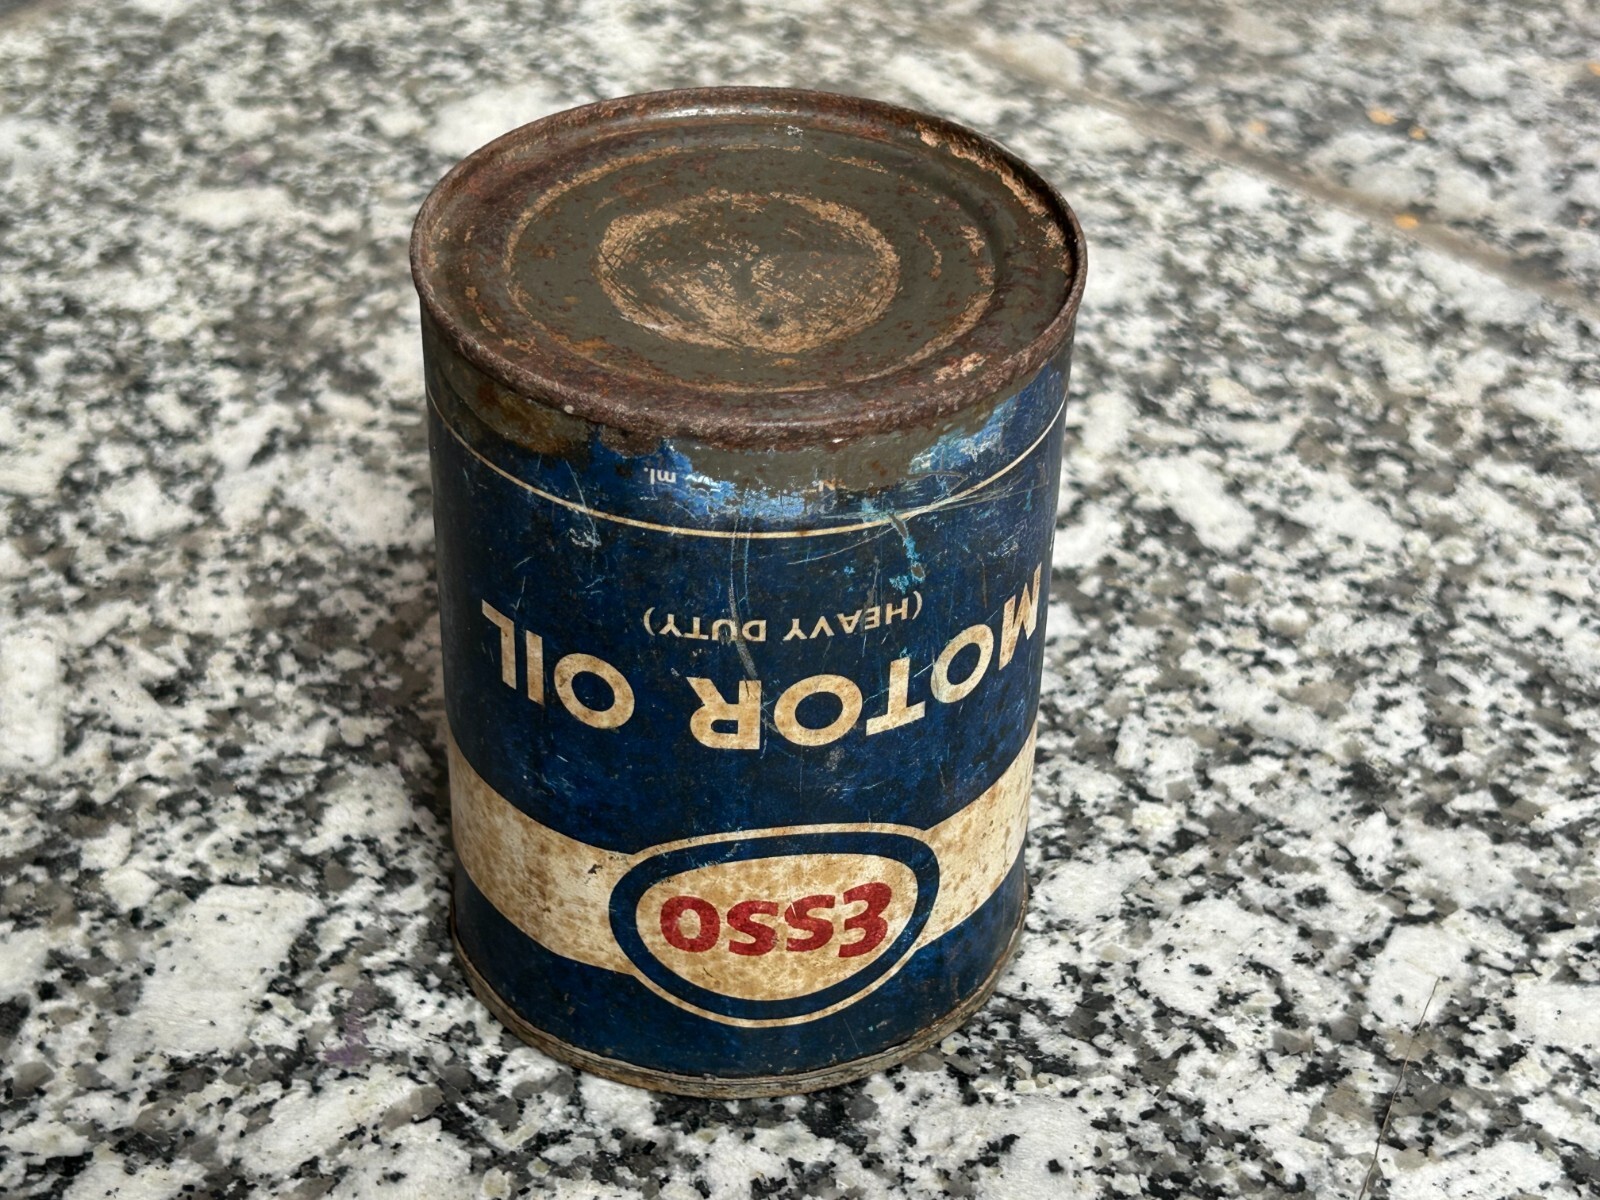 Esso
MOTOR OIL
(HEAVY DUTY)
ml.